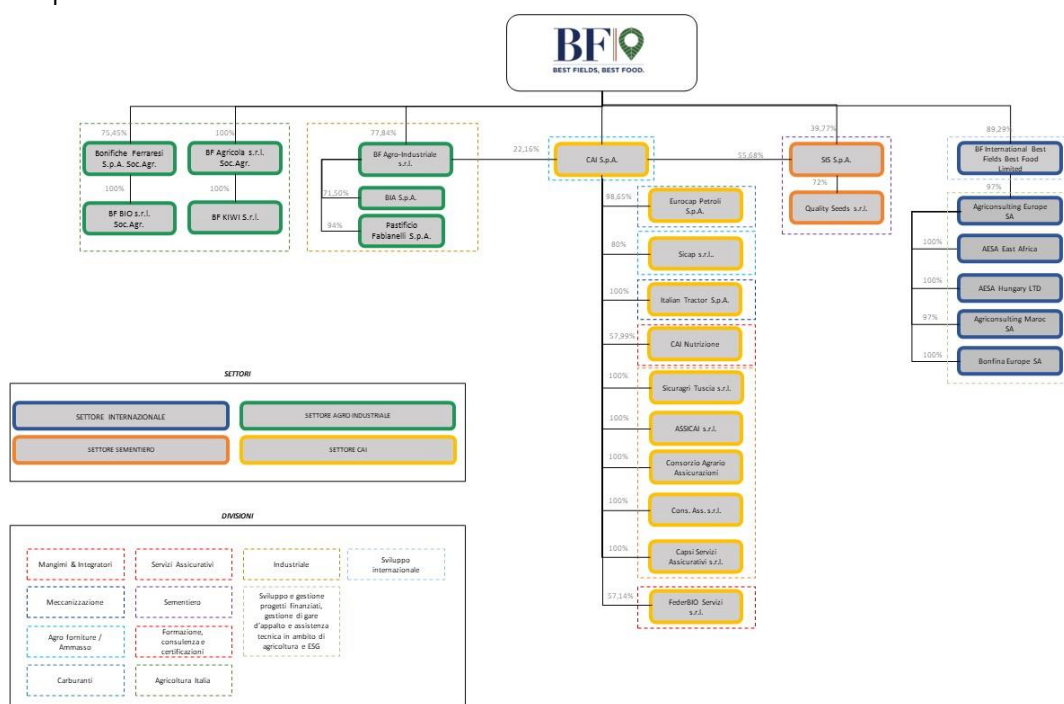 BF
BEST FIELDS, BEST FOOD.
75,45%
100%
77,84%
22,16%
55,68%
39,77%
89,29%
Bonifiche Ferraresi
S.p.A. Soc.Agr.
BF Agricola s.r.l.
Soc.Agr.
BF Agro-Industriale
s.r.l.
CAI S.p.A.
SIS S.p.A.
BF International Best
Fields Best Food
Limited
100%
100%
71,50%
98,65%
72%
97%
BF BIO s.r.l.
Soc.Agr.
BF KIWI S.r.l.
BIA S.p.A.
94%
Pastificio
Fabianelli S.p.A.
Eurocap Petroli
S.p.A.
Quality Seeds s.r.l.
Agriconsulting Europe
SA
80%
Sicap s.r.l..
100%
AESA East Africa
100%
Italian Tractor S.p.A.
100%
AESA Hungary LTD
57,99%
CAI Nutrizione
97%
Agriconsulting Maroc
SA
100%
Sicuragri Tuscia s.r.l.
100%
Bonfina Europe SA
100%
ASSICAI s.r.l.
100%
Consorzio Agrario
Assicurazioni
100%
Cons. Ass. s.r.l.
100%
Capsi Servizi
Assicurativi s.r.l.
57,14%
FederBIO Servizi
s.r.l.
SETTORI
SETTORE INTERNAZIONALE
SETTORE AGRO INDUSTRIALE
SETTORE SEMENTIERO
SETTORE CAI
DIVISIONI
Mangimi & Integratori
Servizi Assicurativi
Industriale
Sviluppo
internazionale
Meccanizzazione
Sementiero
Sviluppo e gestione
progetti finanziati,
gestione di gare
d'appalto e assistenza
tecnica in ambito di
agricoltura e ESG
Agro forniture /
Ammasso
Formazione,
consulenza e
certificazioni
Carburanti
Agricoltura Italia